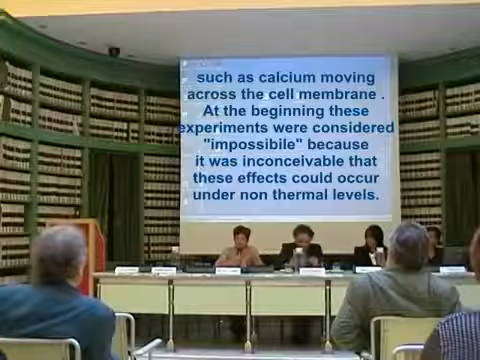 such as calcium moving
across the cell membrane .
At the beginning these
experiments were considered
"impossibile" because
it was inconceivable that
these effects could occur
under non thermal levels.